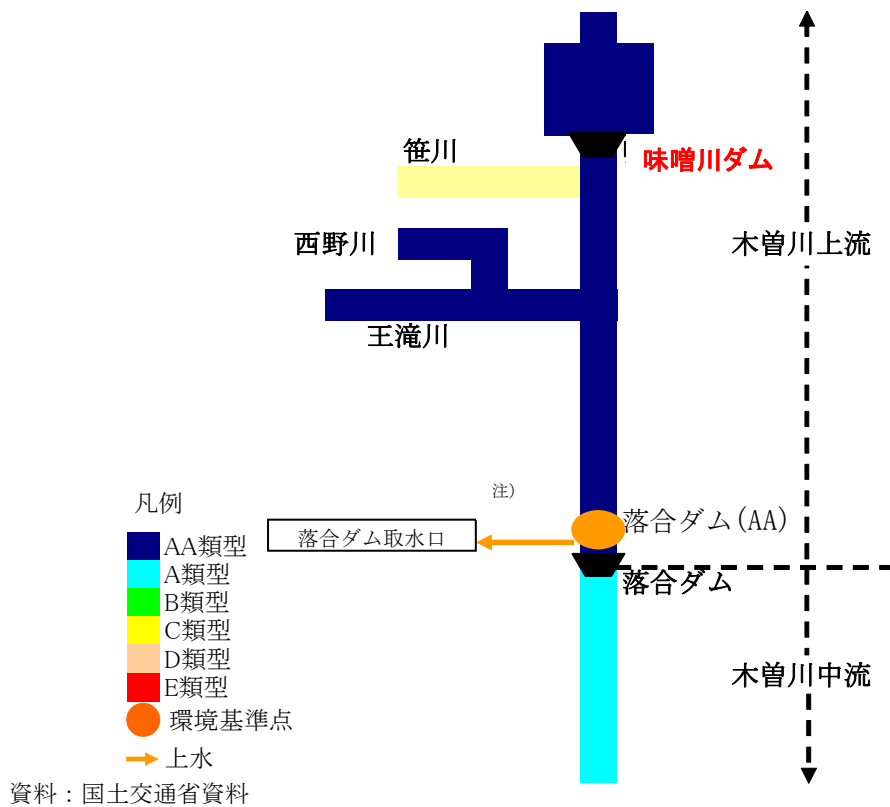 笹川
味噌川ダム
西野川
木曽川上流
王滝川
注)
凡例
落合ダム取水口
落合ダム(AA)
AA類型
A類型
落合ダム
B類型
C類型
D類型
木曽川中流
E類型
環境基準点
上水
資料：国土交通省資料